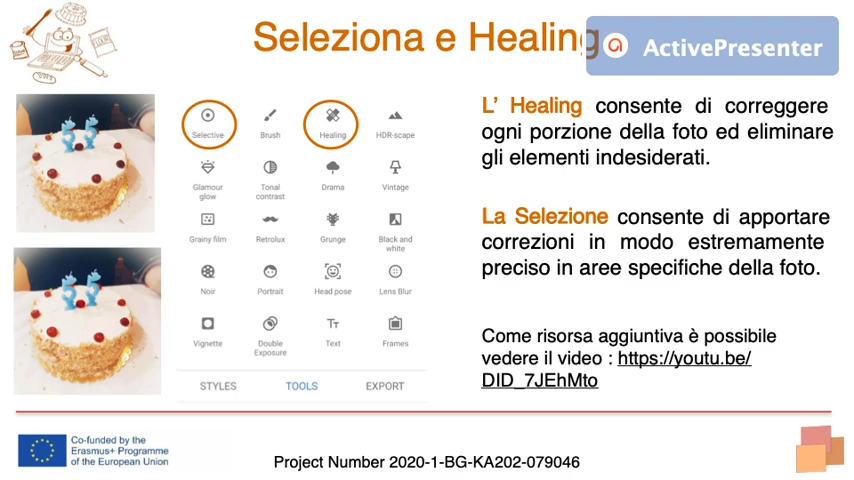 Seleziona e Healing
ActivePresenter
L' Healing consente di correggere
ogni porzione della foto ed eliminare
gli elementi indesiderati.
La Selezione consente di apportare
correzioni in modo estremamente
preciso in aree specifiche della foto.
Come risorsa aggiuntiva è possibile
vedere il video : https://youtu.be/
DID_7JEhMto
55
55
Selective
Brush
Healing
HDR-scape
Glamour
glow
Tonal
contrast
Drama
Vintage
Grainy film
Retrolux
Grunge
Black and
white
Noir
Portrait
Head pose
Lens Blur
Vignette
Double
Exposure
Tт
Text
Frames
STYLES
TOOLS
EXPORT
Co-funded by the
Erasmus+ Programme
of the European Union
Project Number 2020-1-BG-KA202-079046